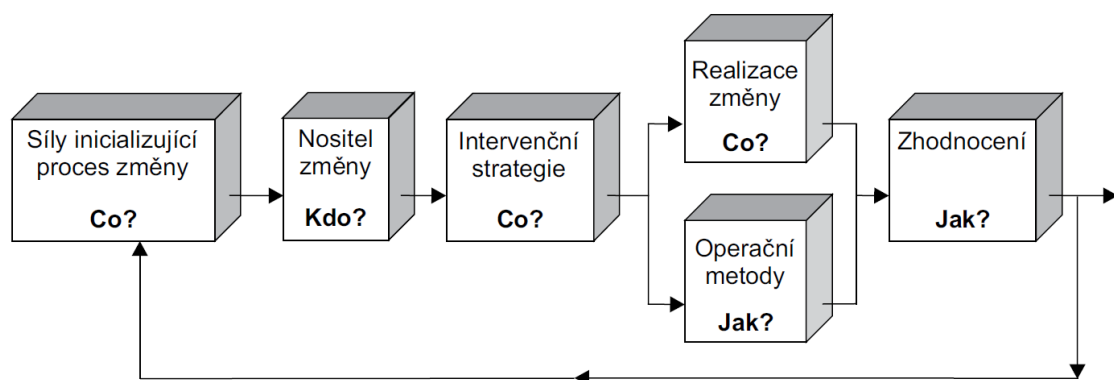 Síly inicializující
proces změny
Co?
Nositel
změny
Kdo?
Intervenční
strategie
Co?
Realizace
změny
Co?
Operační
metody
Jak?
Zhodnocení
Jak?